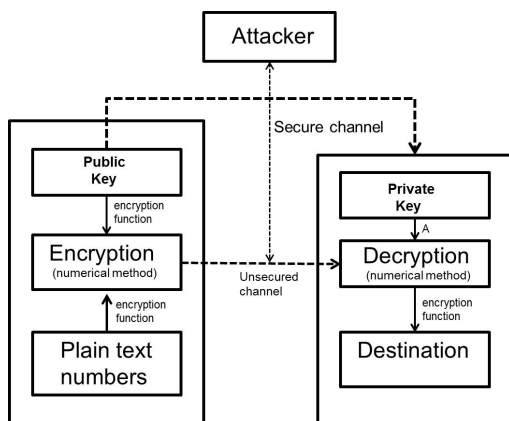 Attacker
Secure channel
Public
Key
encryption
function
Encryption
(numerical method)
encryption
function
Plain text
numbers
Unsecured
channel
Private
Key
A
Decryption
(numerical method)
encryption
function
Destination